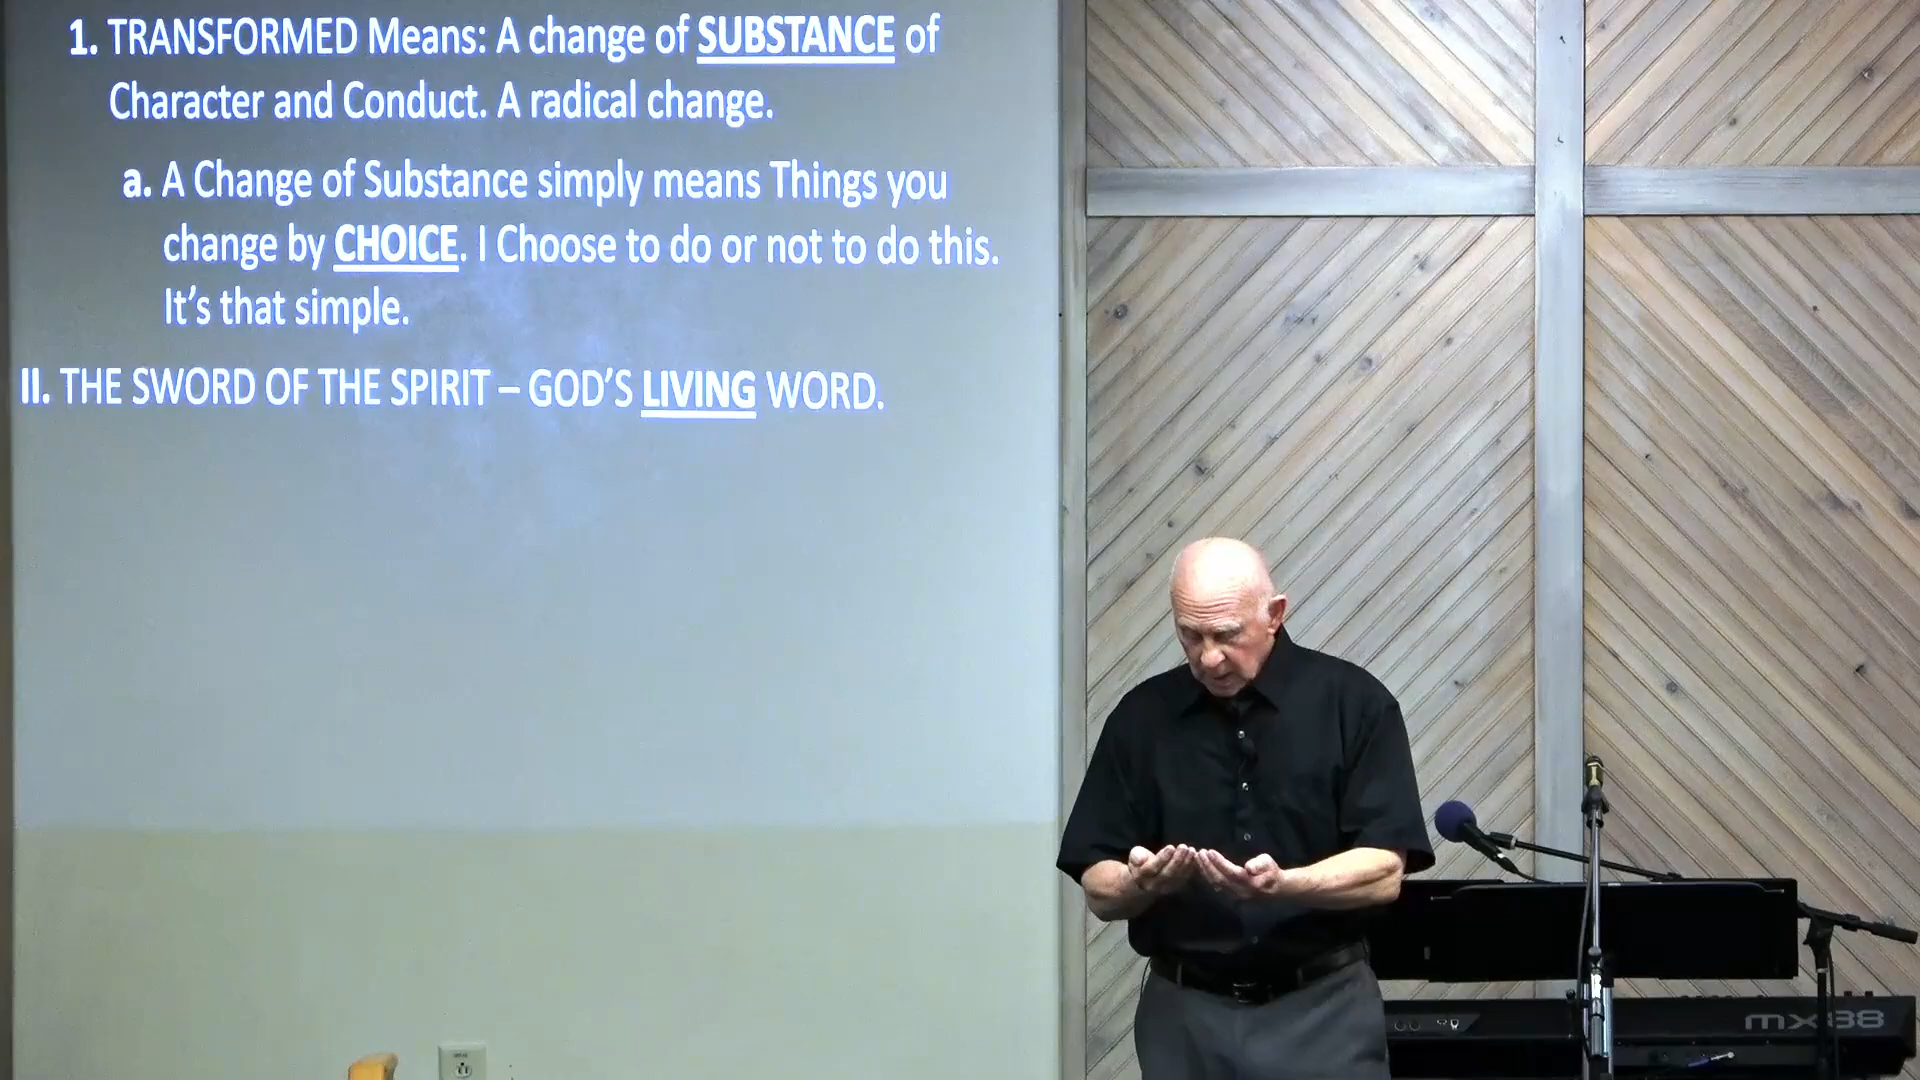 1. TRANSFORMED Means: A change of SUBSTANCE of
Character and Conduct. A radical change.
a. A Change of Substance simply means Things you
change by CHOICE. I Choose to do or not to do this.
It's that simple.
II. THE SWORD OF THE SPIRIT – GOD'S LIVING WORD.
mx88